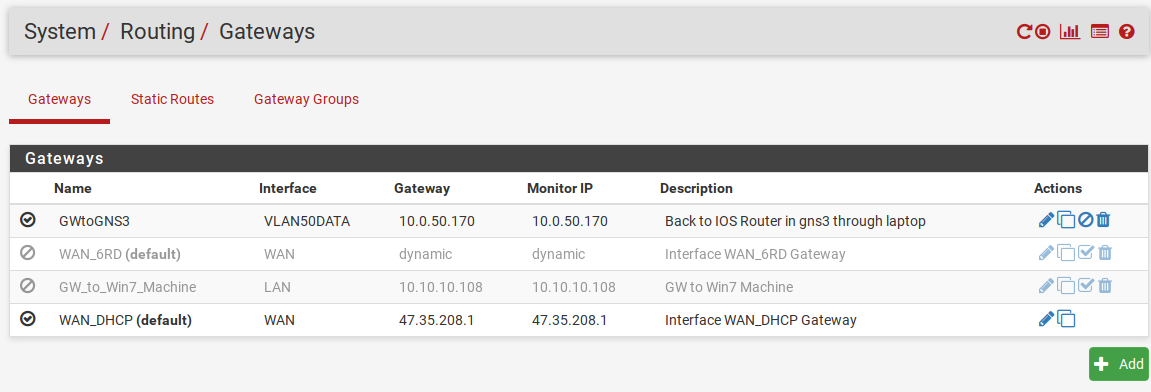 System / Routing / Gateways
Gateways Static Routes Gateway Groups
Gateways
Name Interface Gateway Monitor IP Description Actions
GWtoGNS3 VLAN50DATA 10.0.50.170 10.0.50.170 Back to IOS Router in gns3 through laptop
WAN_6RD (default) WAN dynamic dynamic Interface WAN_6RD Gateway
GW_to_Win7_Machine LAN 10.10.10.108 10.10.10.108 GW to Win7 Machine
WAN_DHCP (default) WAN 47.35.208.1 47.35.208.1 Interface WAN_DHCP Gateway
Add